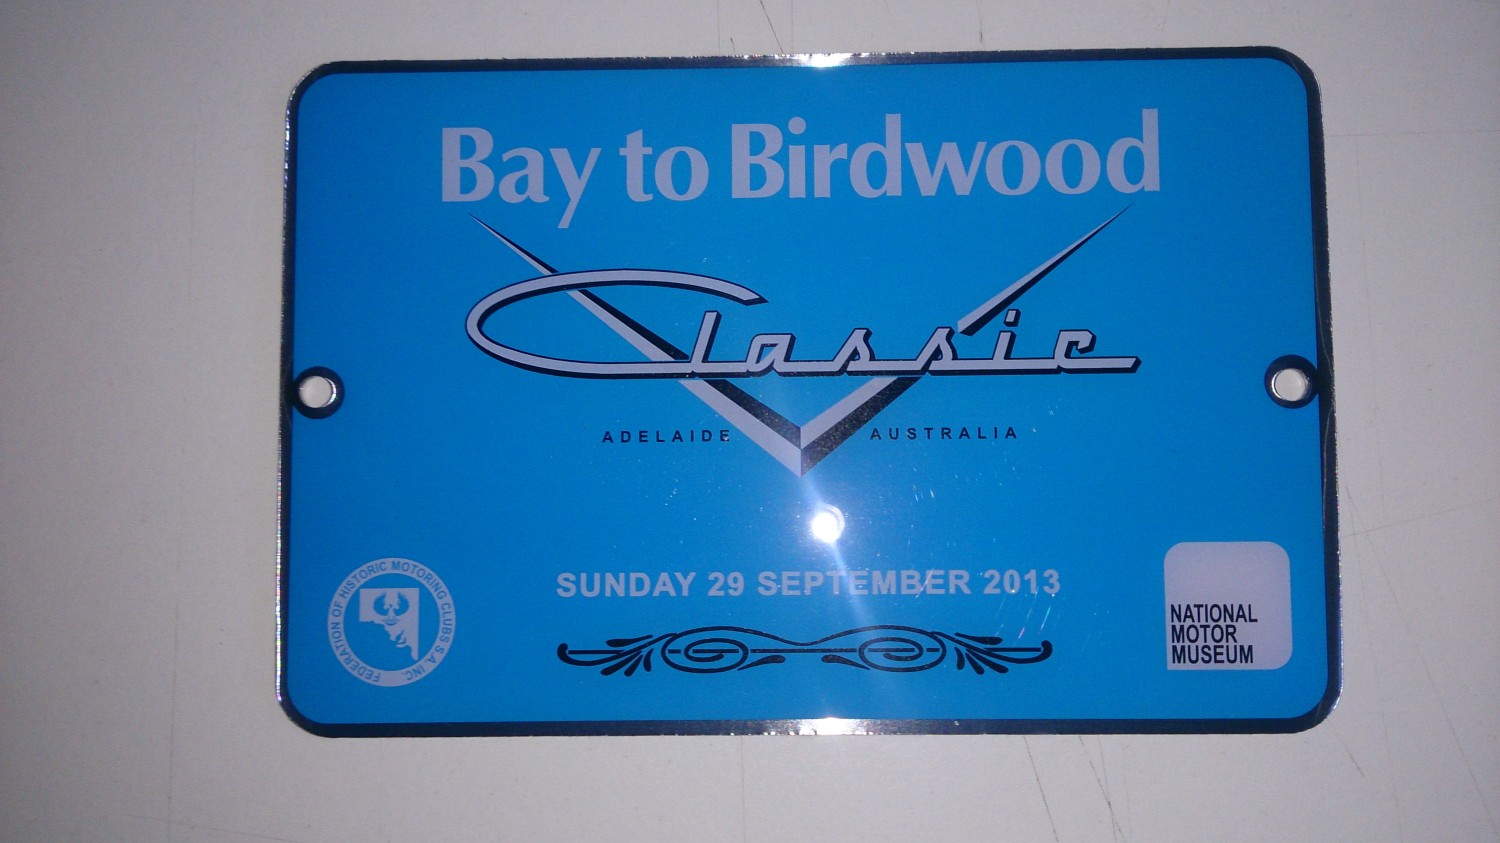 Bay to Birdwood
Classic
ADELAIDE AUSTRALIA
SUNDAY 29 SEPTEMBER 2013
FEDERATION OF HISTORIC MOTORING CLUBS S.A. INC.
NATIONAL
MOTOR
MUSEUM